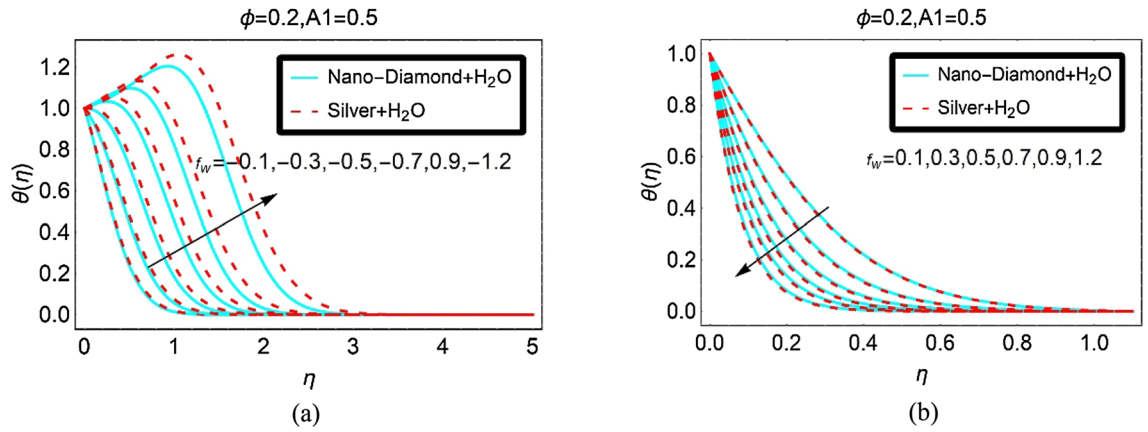 ϕ=0.2,A1=0.5
1.2
1.0
0.8
0.6
0.4
0.2
0.0
θ(η)
Nano-Diamond+H₂O
Silver+H₂O
f_w=-0.1,-0.3,-0.5,-0.7,0.9,-1.2
0 1 2 3 4 5
η
(a)
ϕ=0.2,A1=0.5
1.0
0.8
0.6
0.4
0.2
0.0
θ(η)
Nano-Diamond+H₂O
Silver+H₂O
f_w=0.1,0.3,0.5,0.7,0.9,1.2
0.0 0.2 0.4 0.6 0.8 1.0
η
(b)